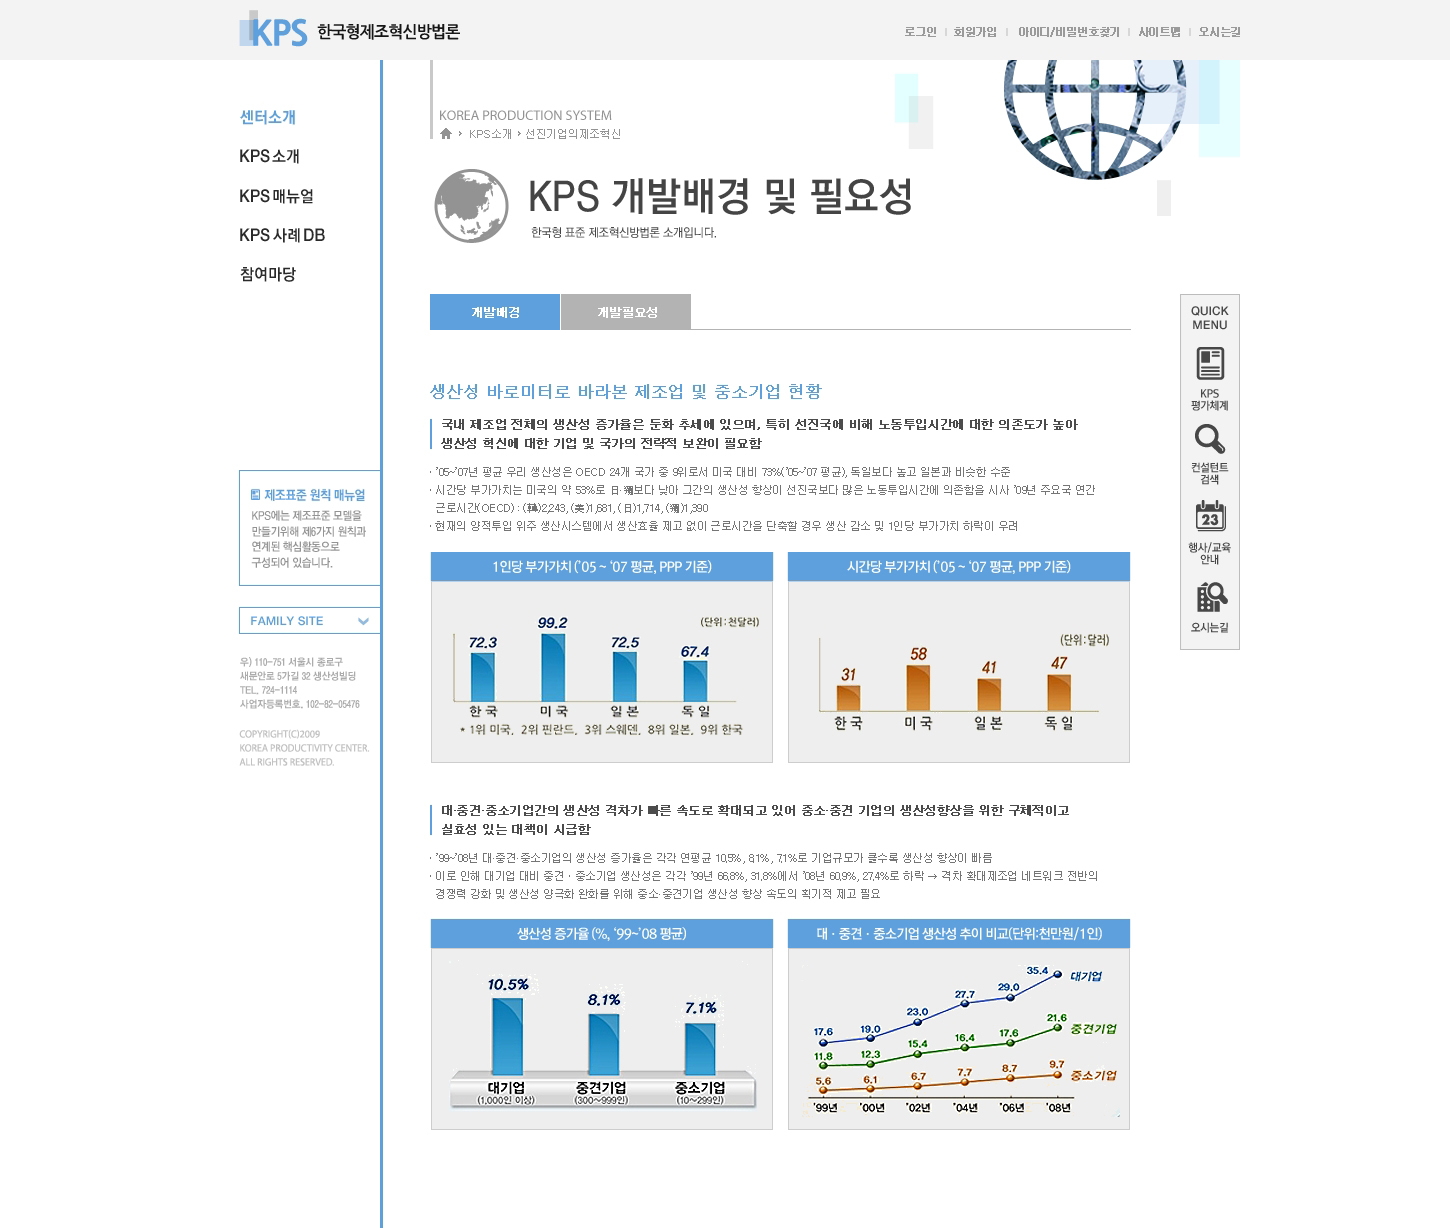 KPS 한국형제조혁신방법론
로그인 | 회원가입 | 아이디/비밀번호찾기 | 사이트맵 | 오시는길
센터소개
KPS 소개
KPS 매뉴얼
KPS 사례 DB
참여마당
제조표준 원칙 매뉴얼
KPS에는 제조표준 모델을
만들기위해 제6가지 원칙과
연계된 핵심활동으로
구성되어 있습니다.
FAMILY SITE
우) 110-751 서울시 종로구
새문안로 5가길 32 생산성빌딩
TEL. 724-1114
사업자등록번호. 102-82-05476
COPYRIGHT(C)2009
KOREA PRODUCTIVITY CENTER.
ALL RIGHTS RESERVED.
KOREA PRODUCTION SYSTEM
KPS소개 > 선진기업의제조혁신
KPS 개발배경 및 필요성
한국형 표준 제조혁신방법론 소개입니다.
개발배경 개발필요성
생산성 바로미터로 바라본 제조업 및 중소기업 현황
국내 제조업 전체의 생산성 증가율은 둔화 추세에 있으며, 특히 선진국에 비해 노동투입시간에 대한 의존도가 높아
생산성 혁신에 대한 기업 및 국가의 전략적 보완이 필요함
· '05~'07년 평균 우리 생산성은 OECD 24개 국가 중 9위로서 미국 대비 73%('05~'07 평균), 독일보다 높고 일본과 비슷한 수준
· 시간당 부가가치는 미국의 약 53%로 日·獨보다 낮아 그간의 생산성 향상이 선진국보다 많은 노동투입시간에 의존함을 시사 '09년 주요국 연간
근로시간(OECD) : (韓)2,243, (美)1,681, (日)1,714, (獨)1,390
· 현재의 양적투입 위주 생산시스템에서 생산효율 제고 없이 근로시간을 단축할 경우 생산 감소 및 1인당 부가가치 하락이 우려
1인당 부가가치 ('05 ~ '07 평균, PPP 기준)
(단위:천달러)
72.3 99.2 72.5 67.4
한 국 미 국 일 본 독 일
* 1위 미국, 2위 핀란드, 3위 스웨덴, 8위 일본, 9위 한국
시간당 부가가치 ('05 ~ '07 평균, PPP 기준)
(단위:달러)
31 58 41 47
한 국 미 국 일 본 독 일
대·중견·중소기업간의 생산성 격차가 빠른 속도로 확대되고 있어 중소·중견 기업의 생산성향상을 위한 구체적이고
실효성 있는 대책이 시급함
· '99~'08년 대·중견·중소기업의 생산성 증가율은 각각 연평균 10.5%, 8.1%, 7.1%로 기업규모가 클수록 생산성 향상이 빠름
· 이로 인해 대기업 대비 중견 · 중소기업 생산성은 각각 '99년 66.8%, 31.8%에서 '08년 60.9%, 27.4%로 하락 → 격차 확대제조업 네트워크 전반의
경쟁력 강화 및 생산성 양극화 완화를 위해 중소·중견기업 생산성 향상 속도의 획기적 제고 필요
생산성 증가율 (%, '99~'08 평균)
10.5% 8.1% 7.1%
대기업 중견기업 중소기업
(1,000인 이상) (300~999인) (10~299인)
대 · 중견 · 중소기업 생산성 추이 비교(단위:천만원/1인)
17.6 19.0 23.0 27.7 29.0 35.4 대기업
11.8 12.3 15.4 16.4 17.6 21.6 중견기업
5.6 6.1 6.7 7.7 8.7 9.7 중소기업
'99년 '00년 '02년 '04년 '06년 '08년
QUICK
MENU
KPS
평가체계
컨설턴트
검색
23
행사/교육
안내
오시는길